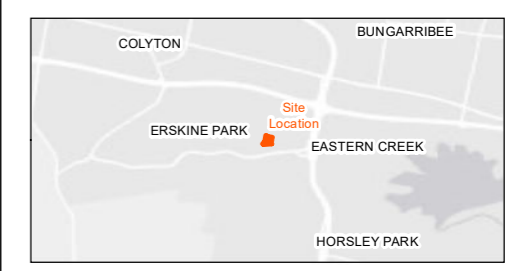 BUNGARRIBEE
COLYTON
Site
Location
ERSKINE PARK
EASTERN CREEK
HORSLEY PARK